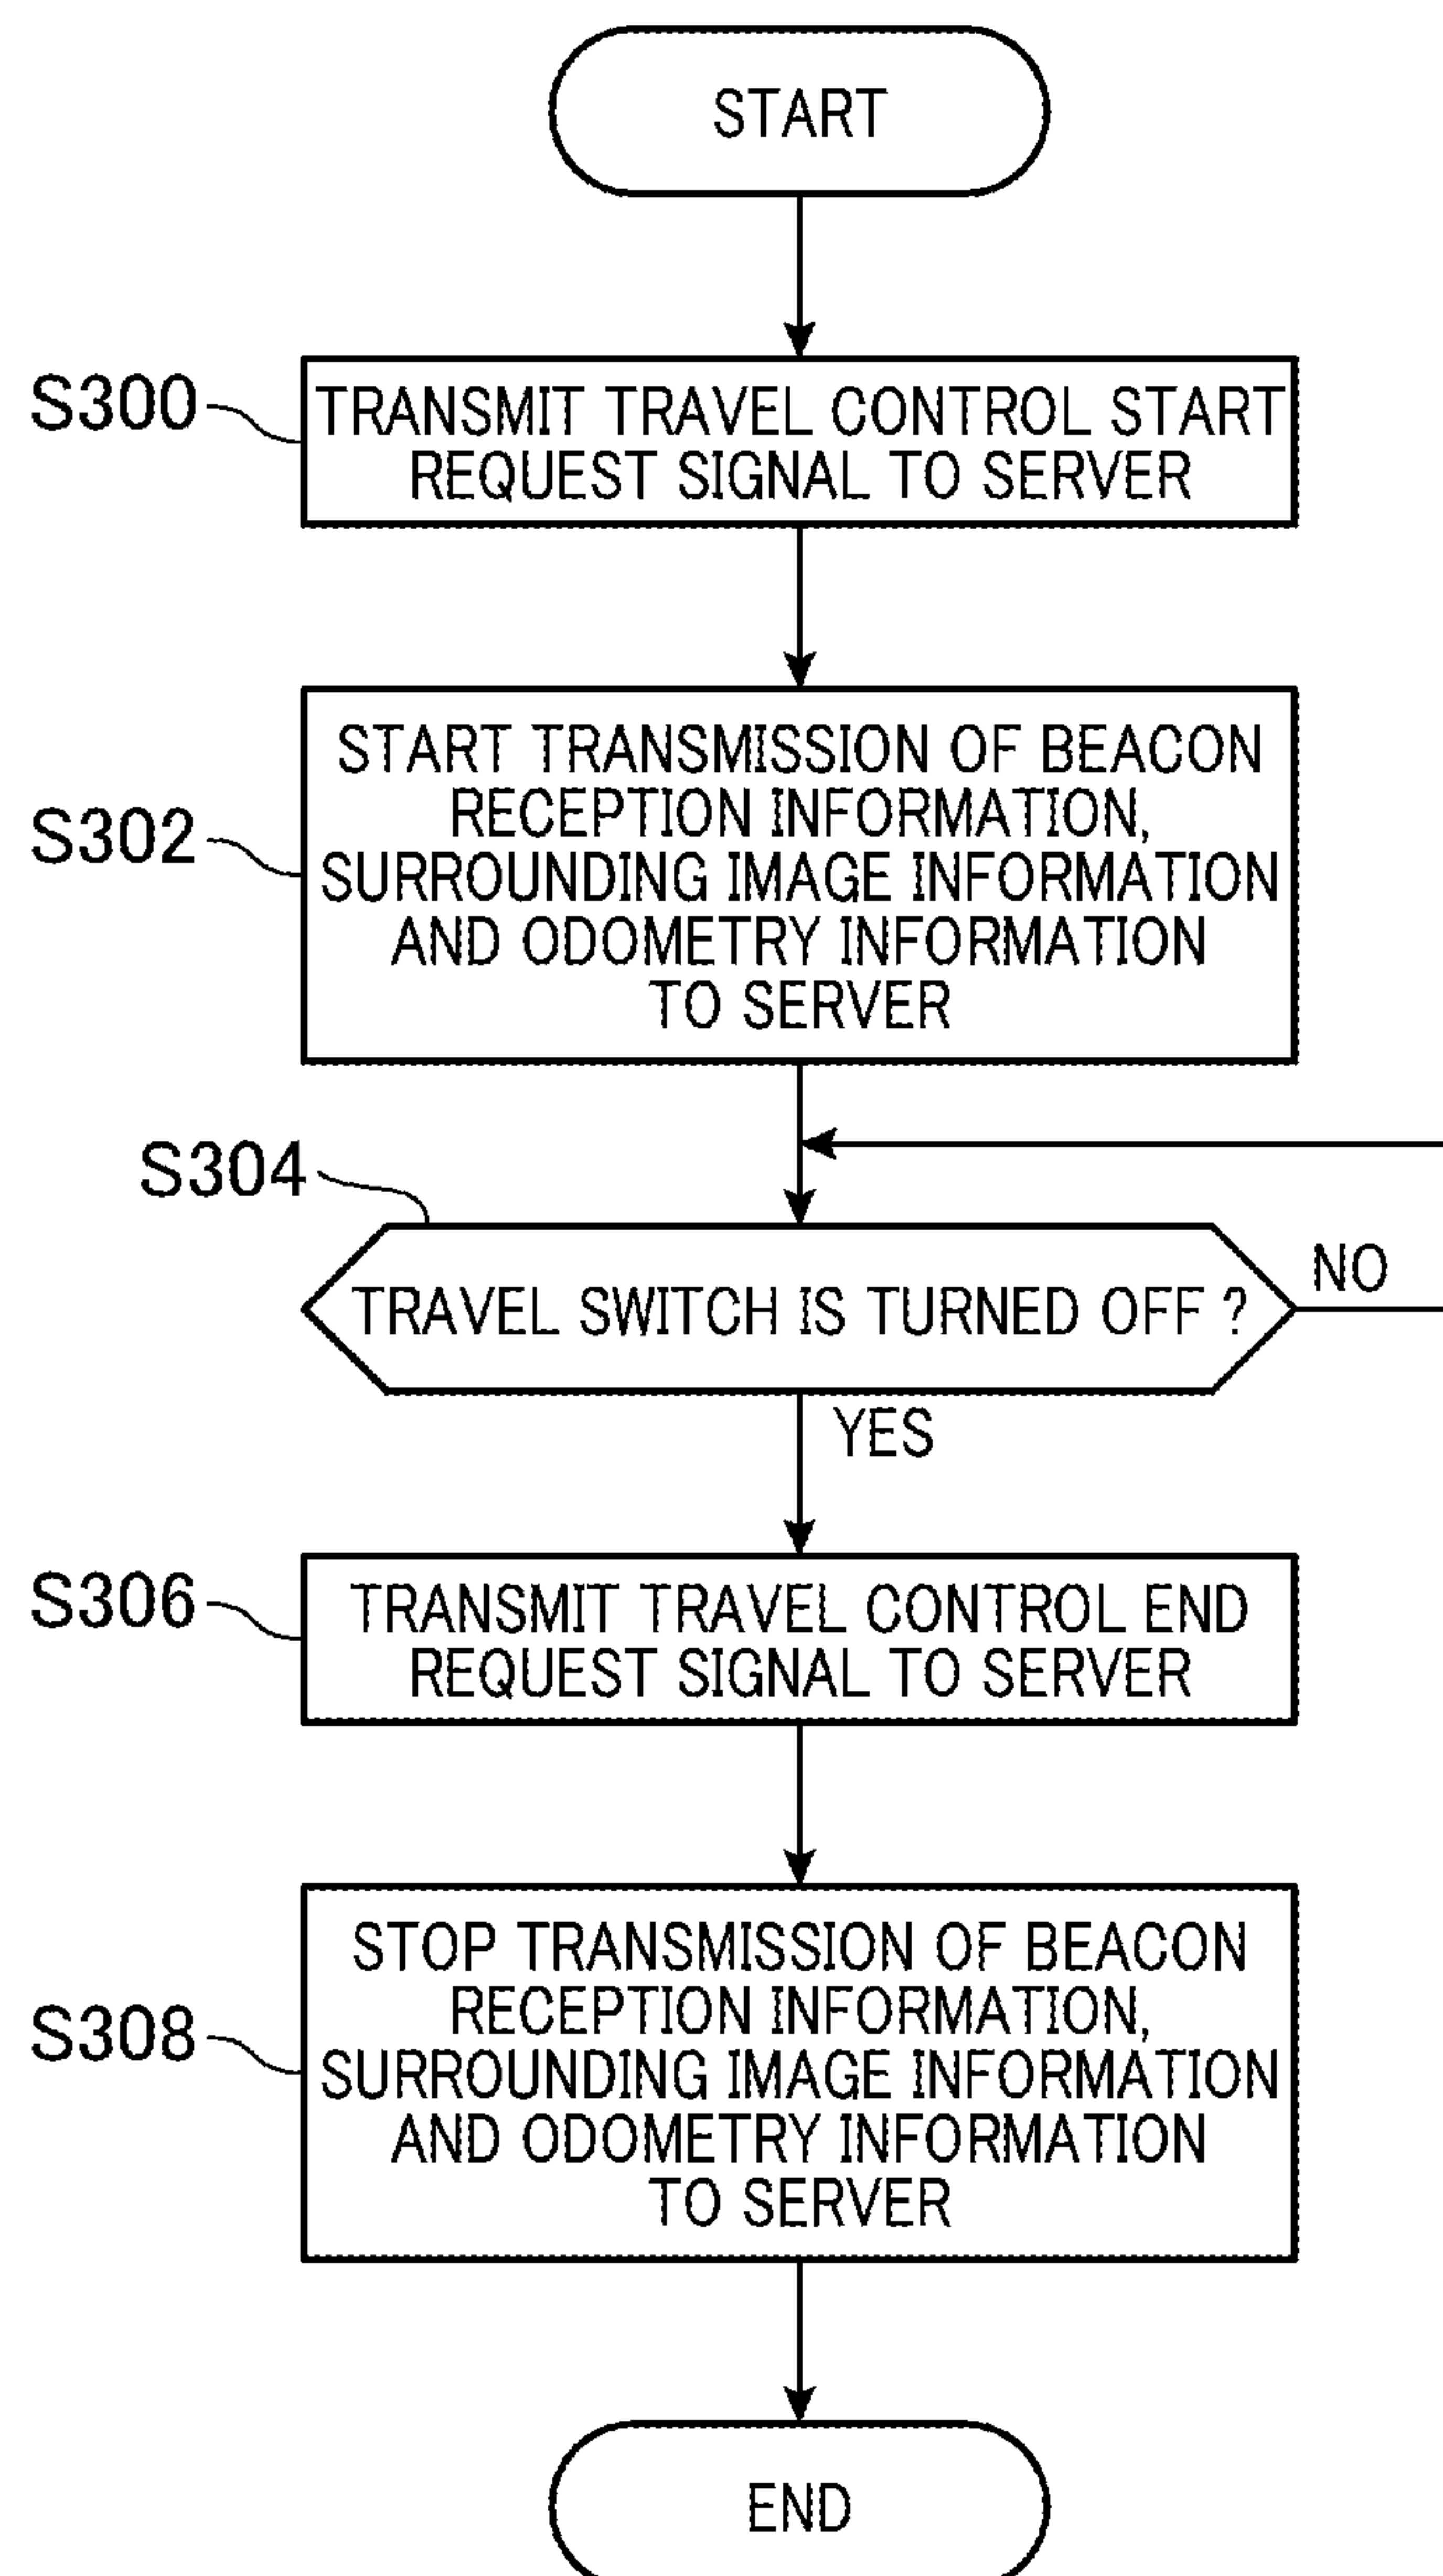 START
S300
TRANSMIT TRAVEL CONTROL START
REQUEST SIGNAL TO SERVER
S302
START TRANSMISSION OF BEACON
RECEPTION INFORMATION,
SURROUNDING IMAGE INFORMATION
AND ODOMETRY INFORMATION
TO SERVER
S304
TRAVEL SWITCH IS TURNED OFF ?
NO
YES
S306
TRANSMIT TRAVEL CONTROL END
REQUEST SIGNAL TO SERVER
S308
STOP TRANSMISSION OF BEACON
RECEPTION INFORMATION,
SURROUNDING IMAGE INFORMATION
AND ODOMETRY INFORMATION
TO SERVER
END